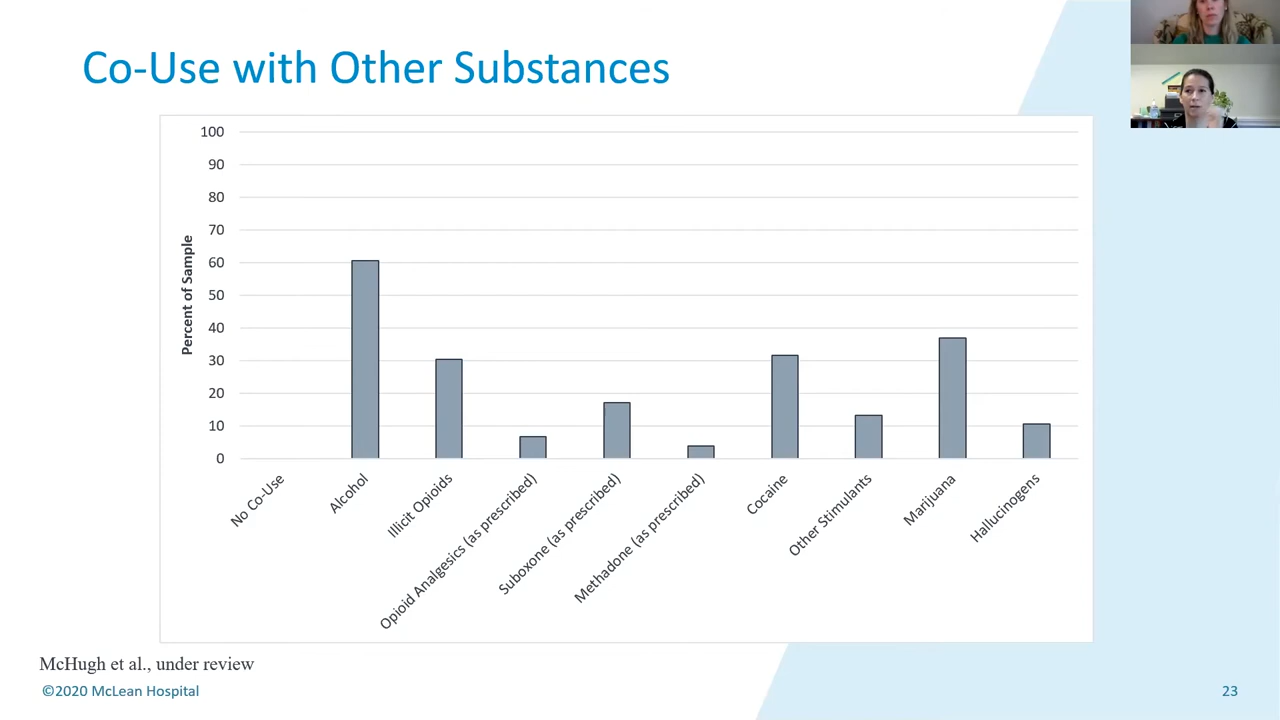 Co-Use with Other Substances
100
90
80
70
60
50
40
30
20
10
0
Percent of Sample
No Co-Use
Alcohol
Illicit Opioids
Opioid Analgesics (as prescribed)
Suboxone (as prescribed)
Methadone (as prescribed)
Cocaine
Other Stimulants
Marijuana
Hallucinogens
McHugh et al., under review
©2020 McLean Hospital
23